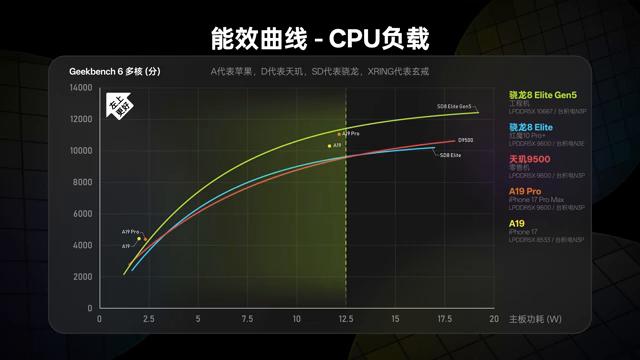 能效曲线 - CPU负载
Geekbench 6 多核 (分)
A代表苹果，D代表天玑，SD代表骁龙，XRING代表玄戒
14000
12000
10000
8000
6000
4000
2000
0
左上更好
SD8 Elite Gen5
A19 Pro
A19
D9500
SD8 Elite
A19 Pro
A19
0
2.5
5
7.5
10
12.5
15
17.5
20
主板功耗 (W)
骁龙8 Elite Gen5
工程机
LPDDR5X 10667 / 台积电N3P
骁龙8 Elite
红魔10 Pro+
LPDDR5X 9600 / 台积电N3E
天玑9500
零售机
LPDDR5X 9600 / 台积电N3P
A19 Pro
iPhone 17 Pro Max
LPDDR5X 9600 / 台积电N3P
A19
iPhone 17
LPDDR5X 8533 / 台积电N3P